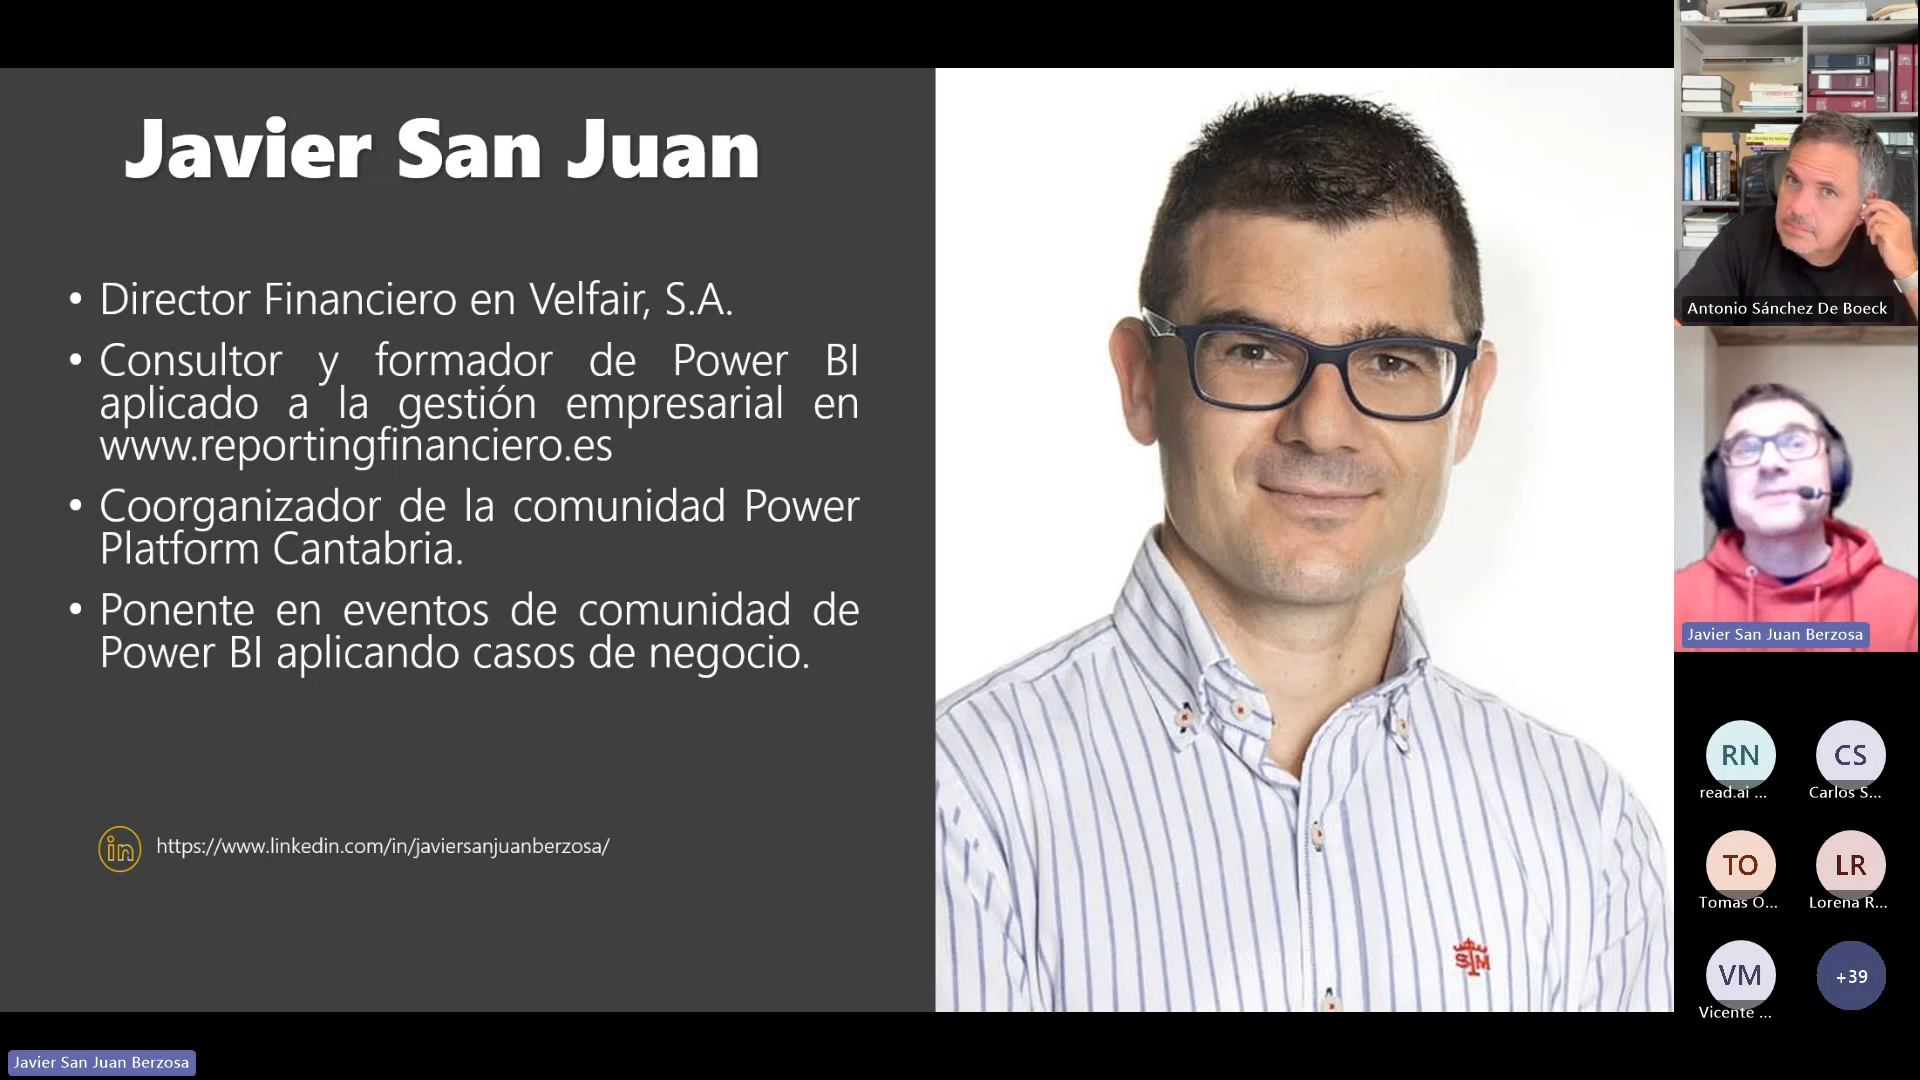 Javier San Juan
• Director Financiero en Velfair, S.A.
• Consultor y formador de Power BI
aplicado a la gestión empresarial en
www.reportingfinanciero.es
• Coorganizador de la comunidad Power
Platform Cantabria.
• Ponente en eventos de comunidad de
Power BI aplicando casos de negocio.
in https://www.linkedin.com/in/javiersanjuanberzosa/
SM
Antonio Sánchez De Boeck
Javier San Juan Berzosa
RN
read.ai ...
CS
Carlos S...
TO
Tomas O...
LR
Lorena R...
VM
Vicente ...
+39
Javier San Juan Berzosa